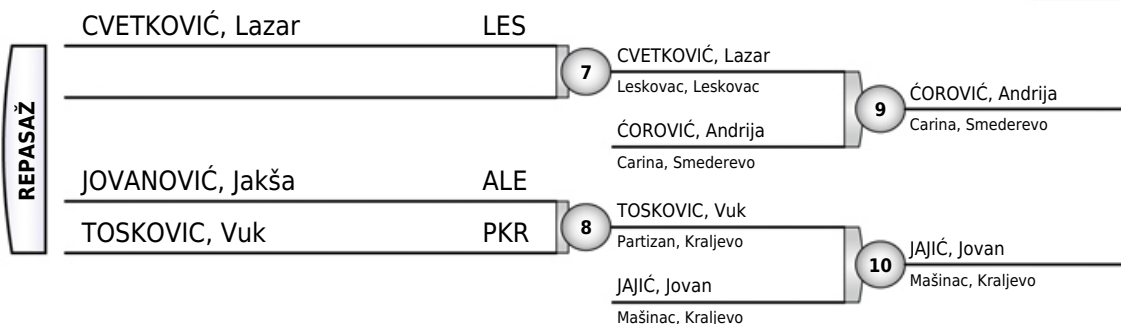 REPASAŽ
CVETKOVIĆ, Lazar LES
7
CVETKOVIĆ, Lazar
Leskovac, Leskovac
ĆOROVIĆ, Andrija
Carina, Smederevo
9
ĆOROVIĆ, Andrija
Carina, Smederevo
JOVANOVIĆ, Jakša ALE
TOSKOVIC, Vuk PKR
8
TOSKOVIC, Vuk
Partizan, Kraljevo
JAJIĆ, Jovan
Mašinac, Kraljevo
10
JAJIĆ, Jovan
Mašinac, Kraljevo